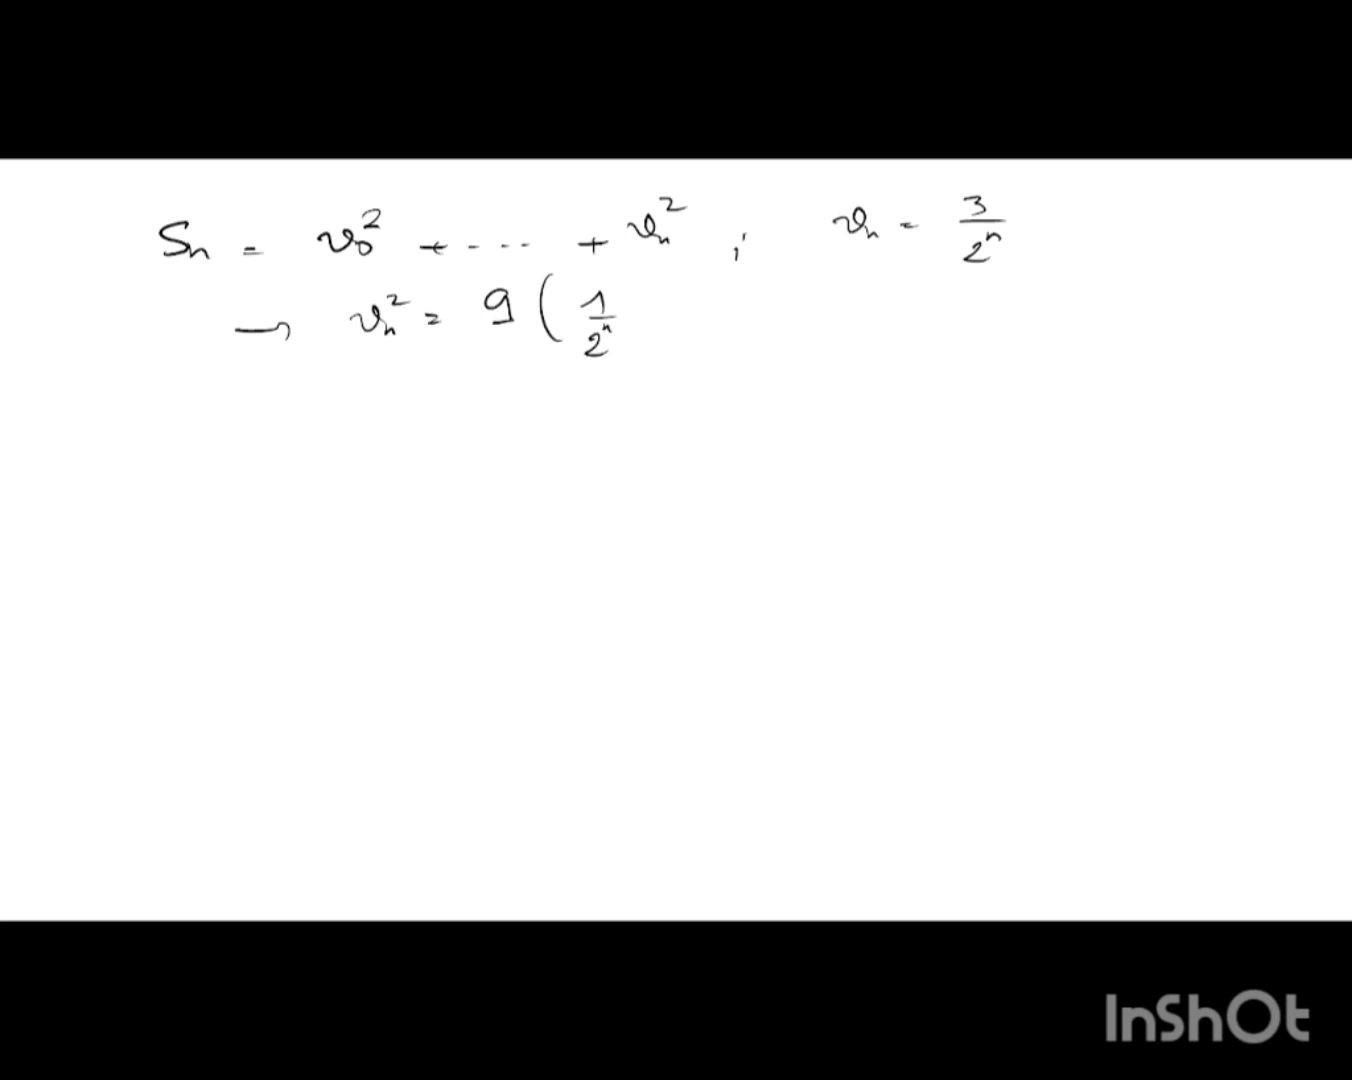 Sn = v₀² + - ... + vₙ² ; vₙ = 3/2ⁿ
→ vₙ² = 9 ( 1/2ⁿ
InShOt